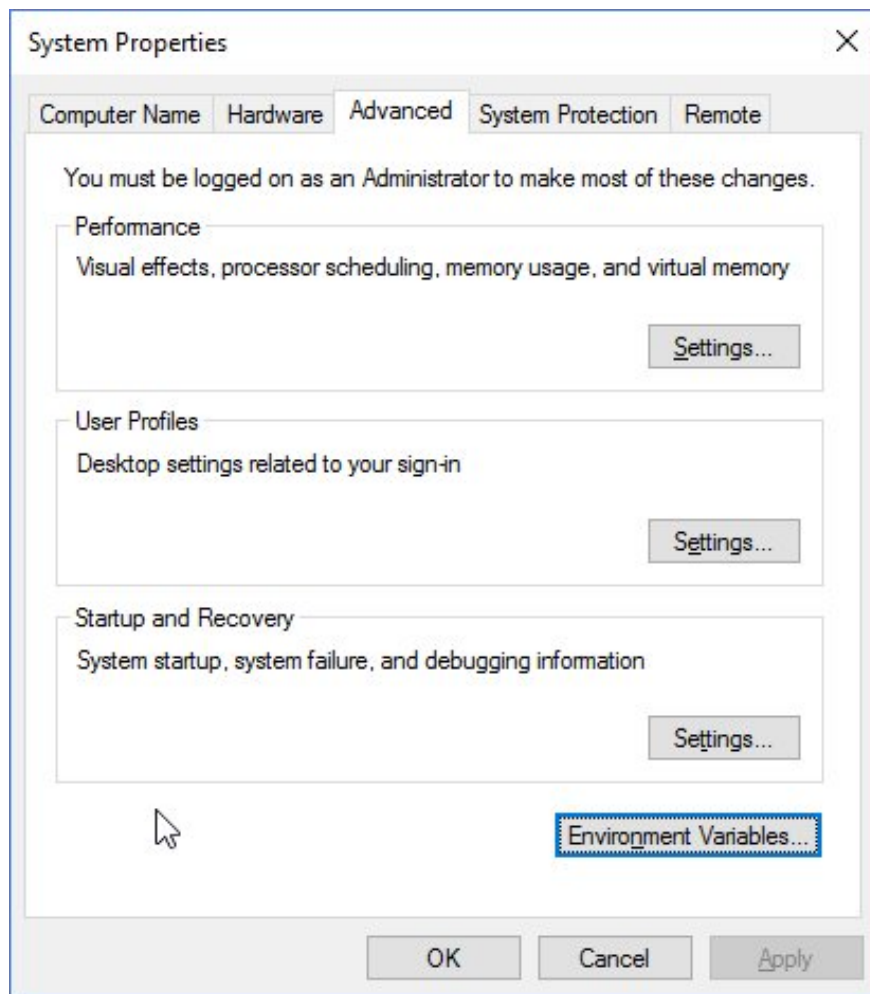 System Properties
Computer Name Hardware Advanced System Protection Remote
You must be logged on as an Administrator to make most of these changes.
Performance
Visual effects, processor scheduling, memory usage, and virtual memory
Settings...
User Profiles
Desktop settings related to your sign-in
Settings...
Startup and Recovery
System startup, system failure, and debugging information
Settings...
Environment Variables...
OK Cancel Apply